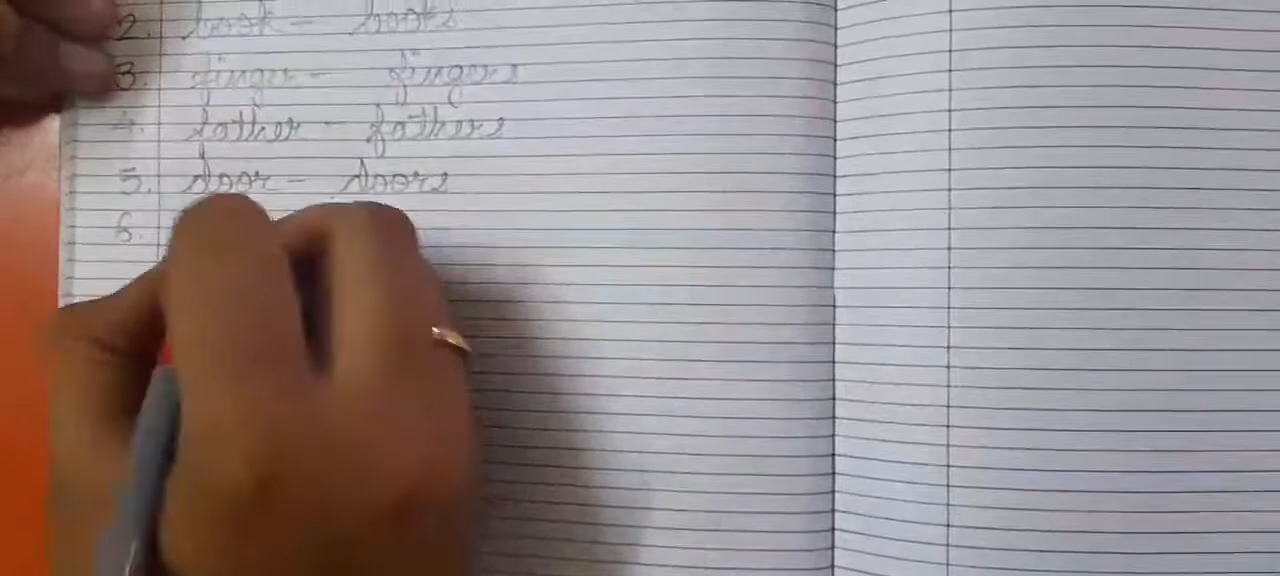 2. book - books
3. finger - fingers
4. father - fathers
5. door - doors
6.